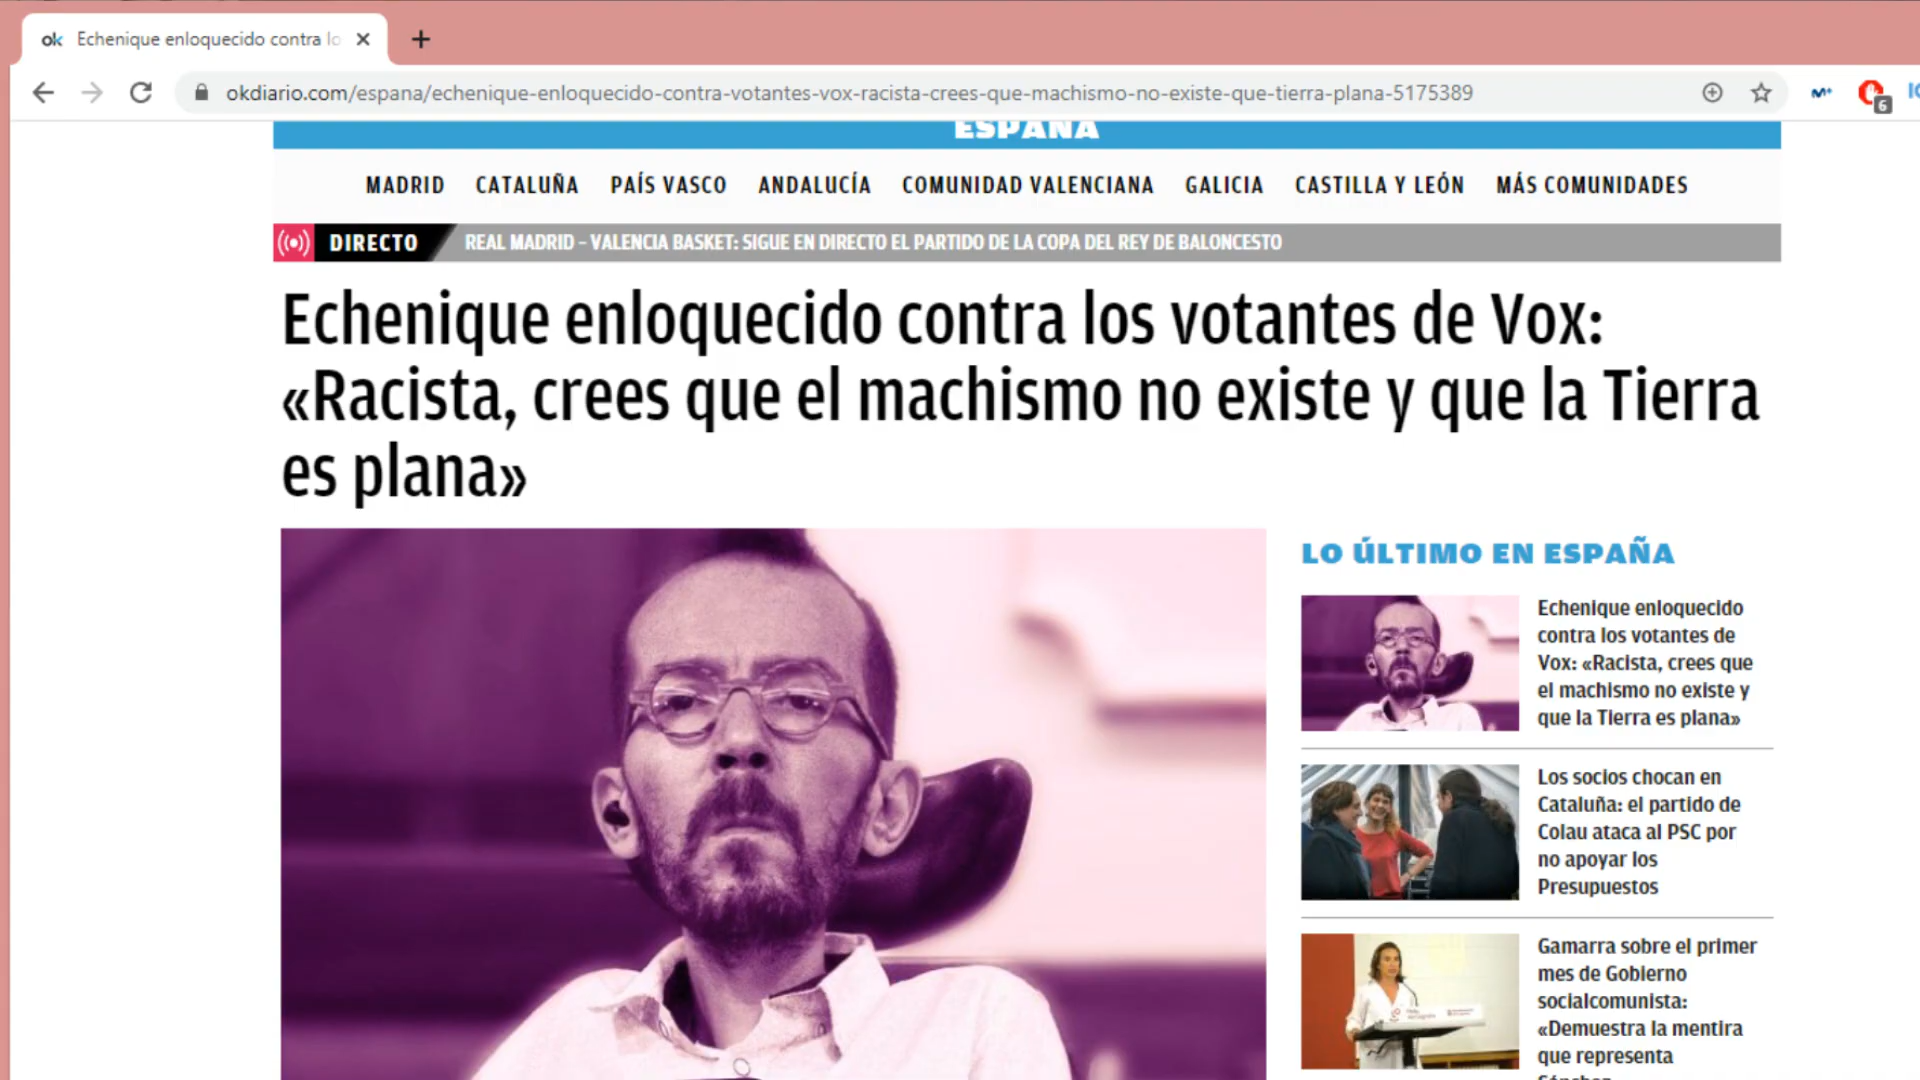 ok Echenique enloquecido contra lo
okdiario.com/espana/echenique-enloquecido-contra-votantes-vox-racista-crees-que-machismo-no-existe-que-tierra-plana-5175389
6
ESPAÑA
MADRID CATALUÑA PAÍS VASCO ANDALUCÍA COMUNIDAD VALENCIANA GALICIA CASTILLA Y LEÓN MÁS COMUNIDADES
DIRECTO REAL MADRID – VALENCIA BASKET: SIGUE EN DIRECTO EL PARTIDO DE LA COPA DEL REY DE BALONCESTO
Echenique enloquecido contra los votantes de Vox:
«Racista, crees que el machismo no existe y que la Tierra
es plana»
LO ÚLTIMO EN ESPAÑA
Echenique enloquecido
contra los votantes de
Vox: «Racista, crees que
el machismo no existe y
que la Tierra es plana»
Los socios chocan en
Cataluña: el partido de
Colau ataca al PSC por
no apoyar los
Presupuestos
Gamarra sobre el primer
mes de Gobierno
socialcomunista:
«Demuestra la mentira
que representa